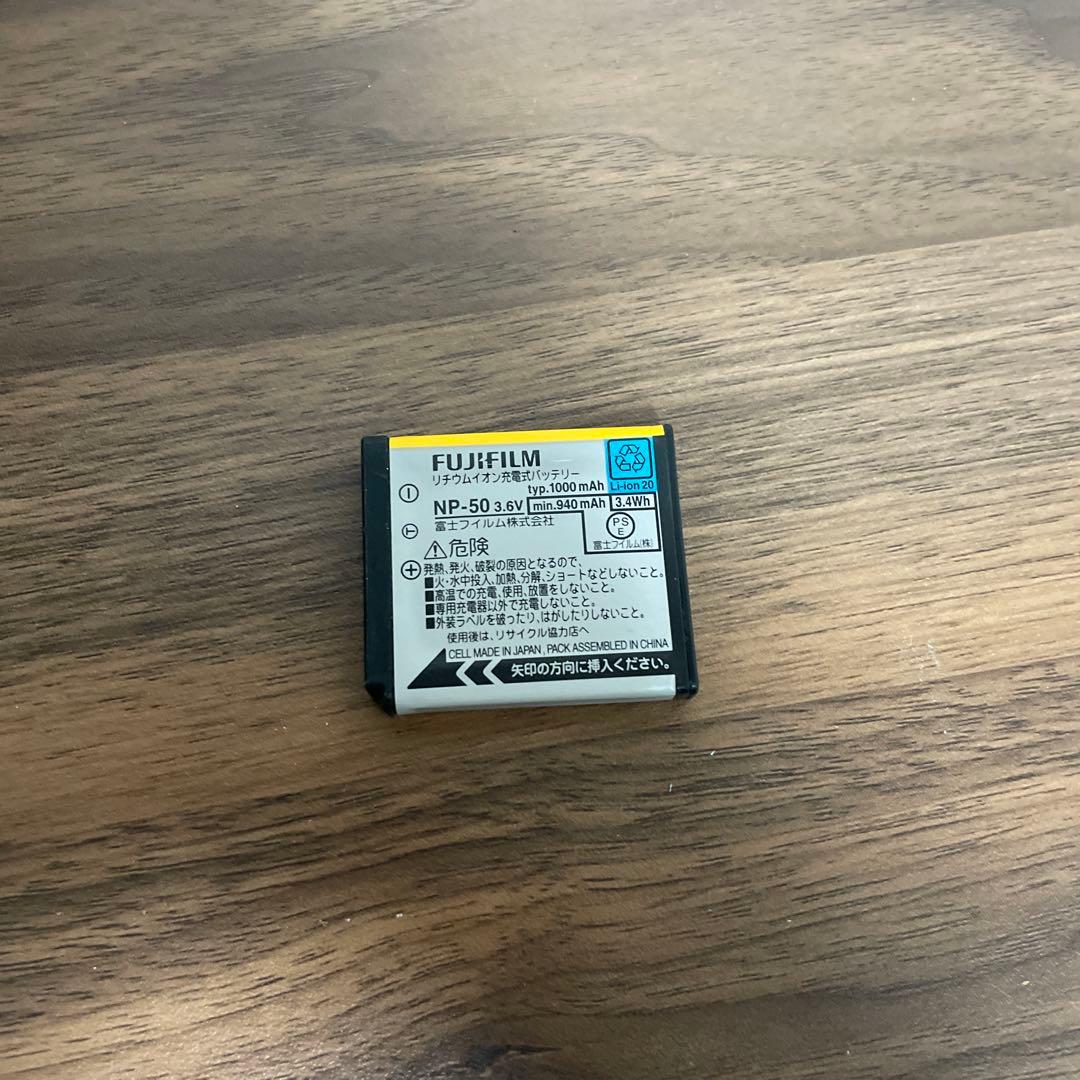 FUJIFILM
リチウムイオン充電式バッテリー
typ.1000 mAh
Li-ion 20
NP-50 3.6V min.940 mAh 3.4Wh
富士フイルム株式会社
PS
E
富士フイルム(株)
危険
発熱、発火、破裂の原因となるので、
■火・水中投入、加熱、分解、ショートなどしないこと。
■高温での充電、使用、放置をしないこと。
■専用充電器以外で充電しないこと。
■外装ラベルを破ったり、はがしたりしないこと。
使用後は、リサイクル協力店へ
CELL MADE IN JAPAN , PACK ASSEMBLED IN CHINA
矢印の方向に挿入ください。
− T +